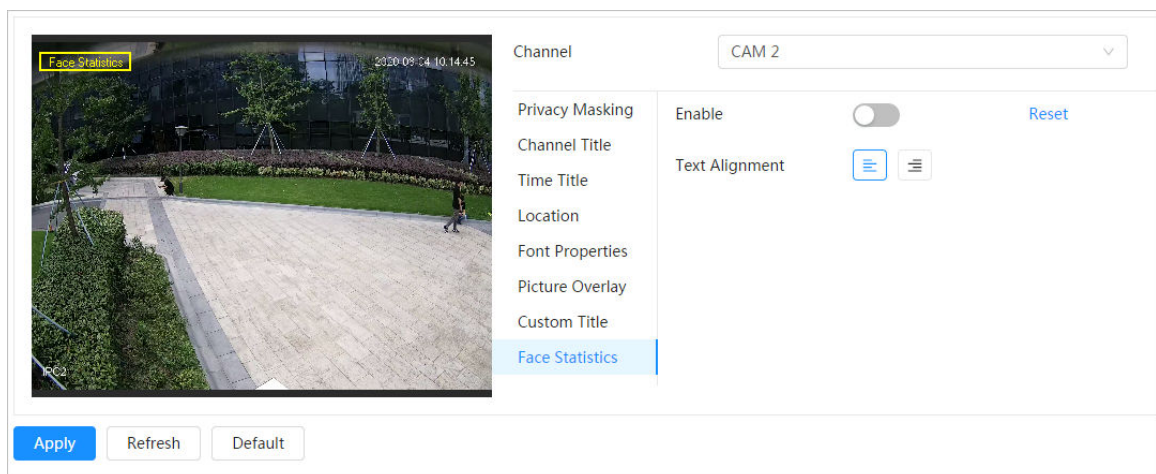 Face Statistics
2020-09-04 10:14:45
IPC2
Channel
CAM 2
Privacy Masking
Channel Title
Time Title
Location
Font Properties
Picture Overlay
Custom Title
Face Statistics
Enable
Reset
Text Alignment
Apply
Refresh
Default